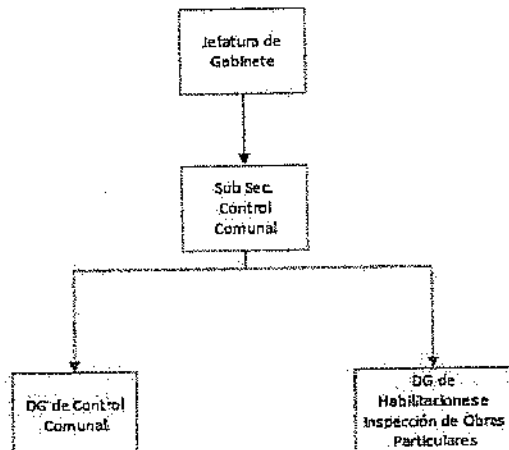 Jefatura de
Gabinete
Sub Sec.
Control
Comunal
DG de Control
Comunal
DG de
Habilitaciones e
Inspección de Obras
Particulares